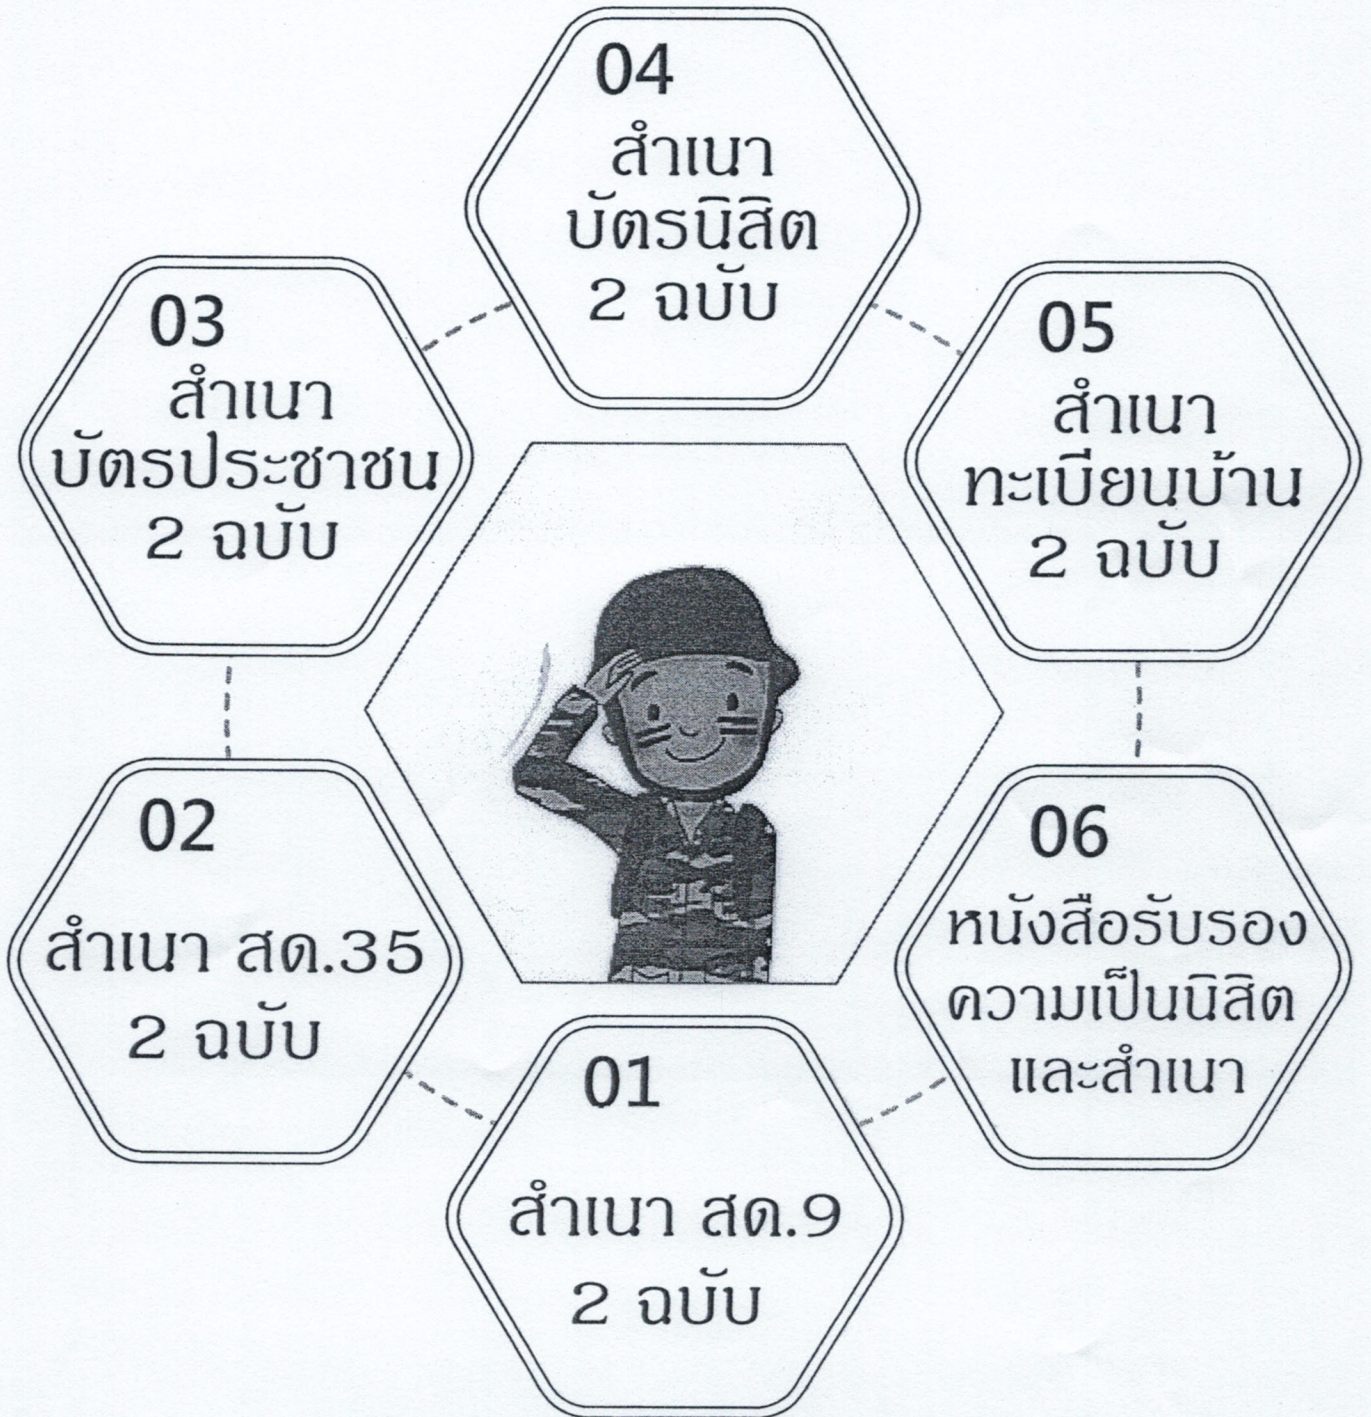 04
สำเนา
บัตรนิสิต
2 ฉบับ
03
สำเนา
บัตรประชาชน
2 ฉบับ
05
สำเนา
ทะเบียนบ้าน
2 ฉบับ
02
สำเนา สด.35
2 ฉบับ
06
หนังสือรับรอง
ความเป็นนิสิต
และสำเนา
01
สำเนา สด.9
2 ฉบับ